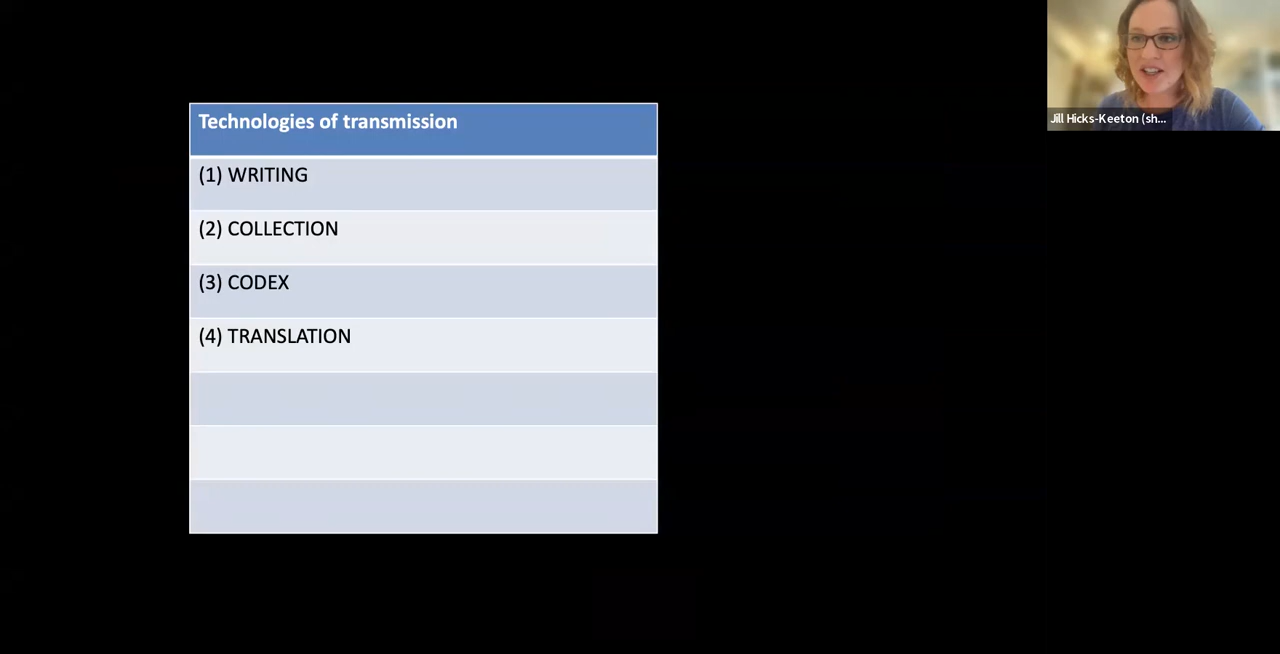 Technologies of transmission
(1) WRITING
(2) COLLECTION
(3) CODEX
(4) TRANSLATION
Jill Hicks-Keeton (sh...